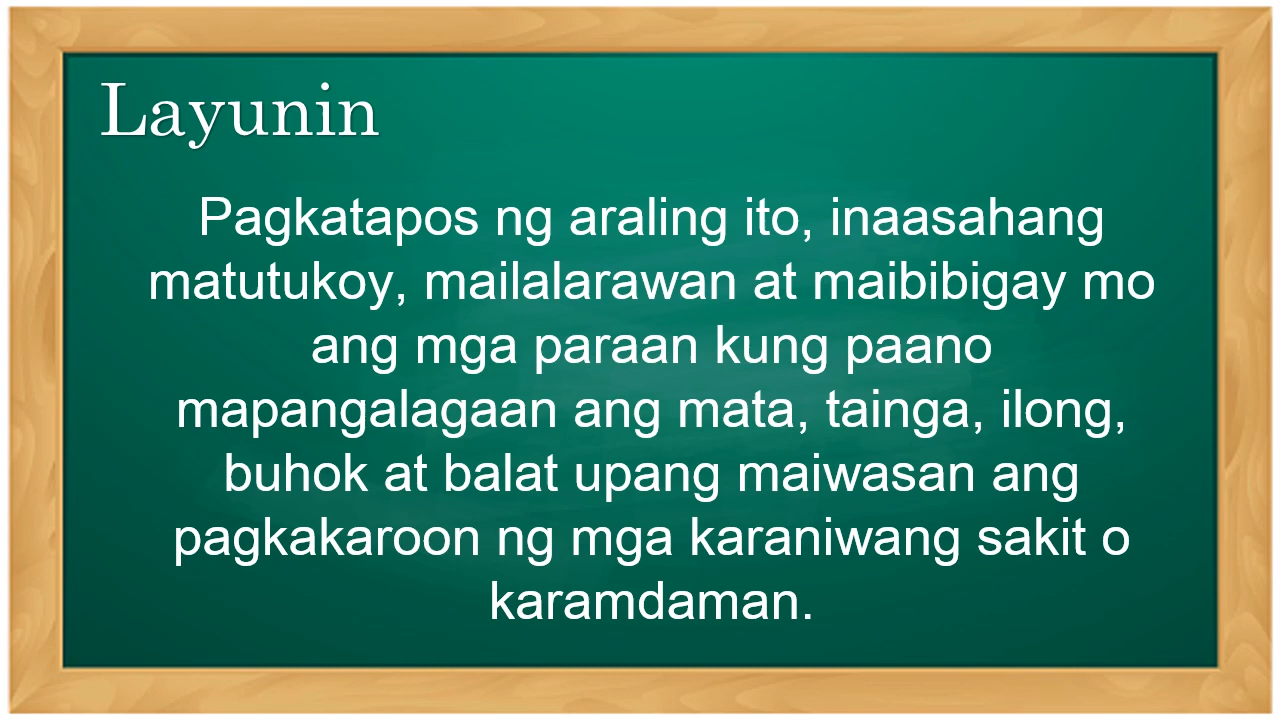 Layunin
Pagkatapos ng araling ito, inaasahang
matutukoy, mailalarawan at maibibigay mo
ang mga paraan kung paano
mapangalagaan ang mata, tainga, ilong,
buhok at balat upang maiwasan ang
pagkakaroon ng mga karaniwang sakit o
karamdaman.